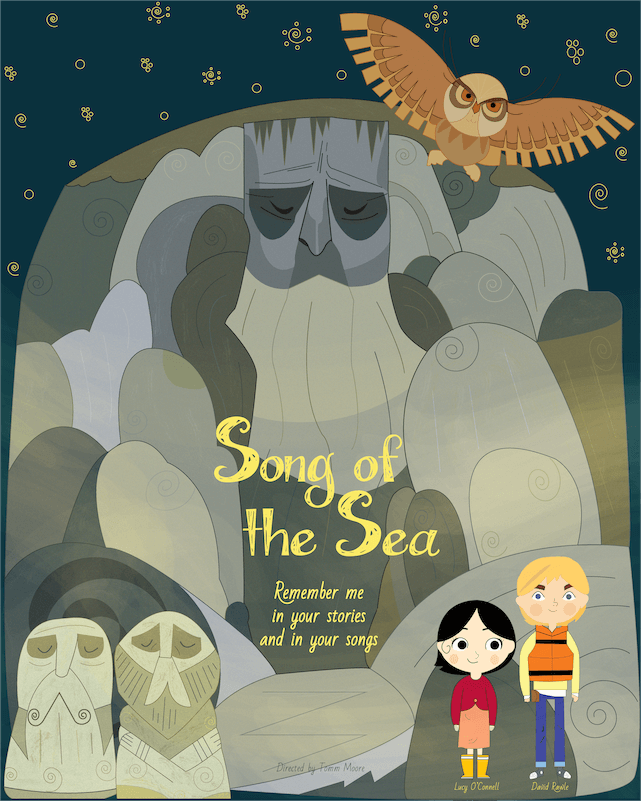 Song of
the Sea
Remember me
in your stories
and in your songs
Directed by Tomm Moore
Lucy O'Connell
David Rawle